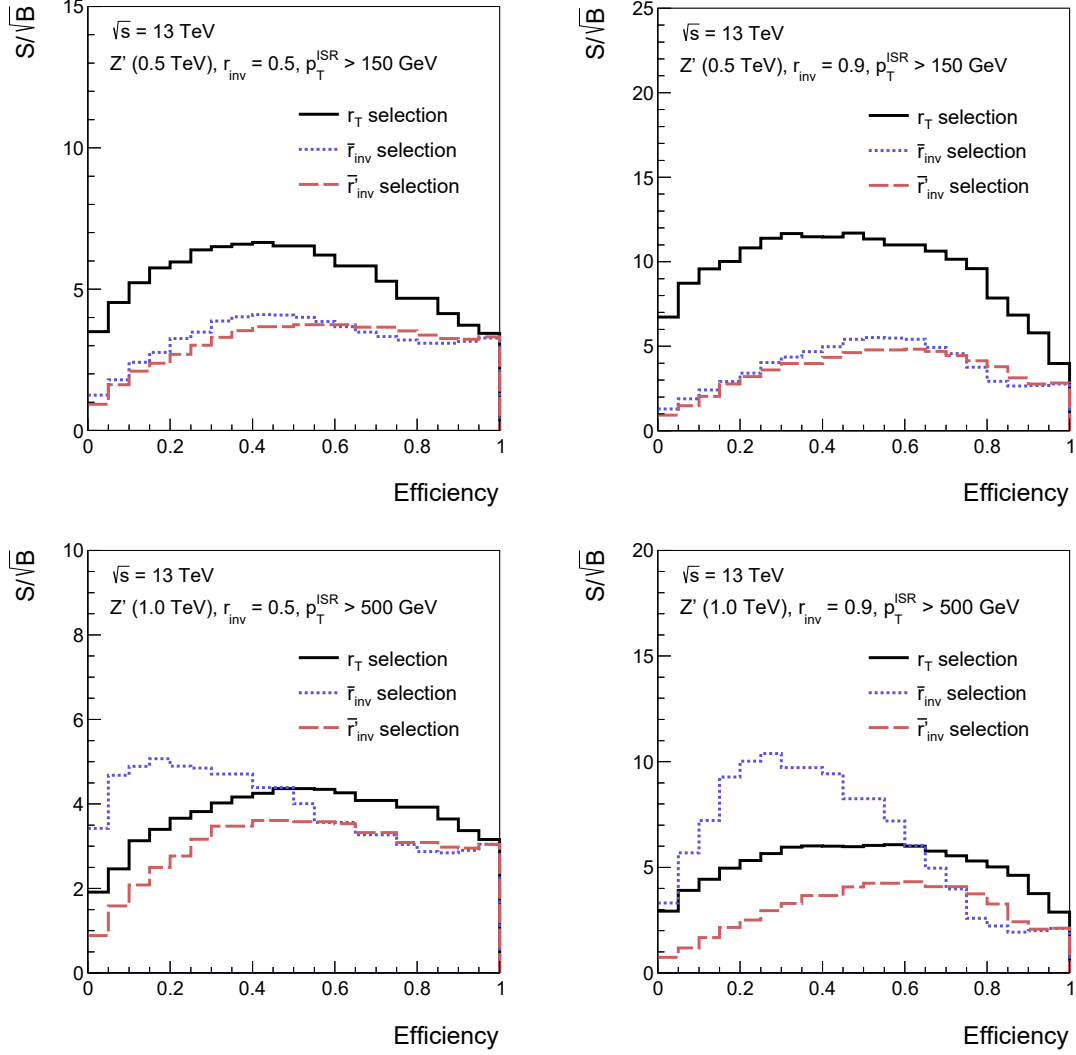 S/√B
15
10
5
0
√s = 13 TeV
Z' (0.5 TeV), r_inv = 0.5, p_T^ISR > 150 GeV
r_T selection
r̄_inv selection
r̄'_inv selection
0 0.2 0.4 0.6 0.8 1
Efficiency
S/√B
25
20
15
10
5
0
√s = 13 TeV
Z' (0.5 TeV), r_inv = 0.9, p_T^ISR > 150 GeV
r_T selection
r̄_inv selection
r̄'_inv selection
0 0.2 0.4 0.6 0.8 1
Efficiency
S/√B
10
8
6
4
2
0
√s = 13 TeV
Z' (1.0 TeV), r_inv = 0.5, p_T^ISR > 500 GeV
r_T selection
r̄_inv selection
r̄'_inv selection
0 0.2 0.4 0.6 0.8 1
Efficiency
S/√B
20
15
10
5
0
√s = 13 TeV
Z' (1.0 TeV), r_inv = 0.9, p_T^ISR > 500 GeV
r_T selection
r̄_inv selection
r̄'_inv selection
0 0.2 0.4 0.6 0.8 1
Efficiency